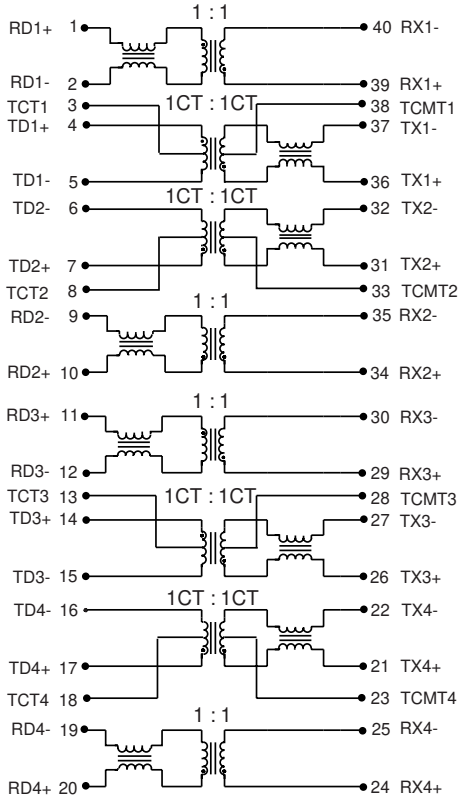 1 : 1
RD1+ 1 40 RX1-
RD1- 2 39 RX1+
TCT1 3 1CT : 1CT 38 TCMT1
TD1+ 4 37 TX1-
TD1- 5 36 TX1+
1CT : 1CT
TD2- 6 32 TX2-
TD2+ 7 31 TX2+
TCT2 8 33 TCMT2
1 : 1
RD2- 9 35 RX2-
RD2+ 10 34 RX2+
1 : 1
RD3+ 11 30 RX3-
RD3- 12 29 RX3+
TCT3 13 1CT : 1CT 28 TCMT3
TD3+ 14 27 TX3-
TD3- 15 26 TX3+
1CT : 1CT
TD4- 16 22 TX4-
TD4+ 17 21 TX4+
TCT4 18 23 TCMT4
1 : 1
RD4- 19 25 RX4-
RD4+ 20 24 RX4+